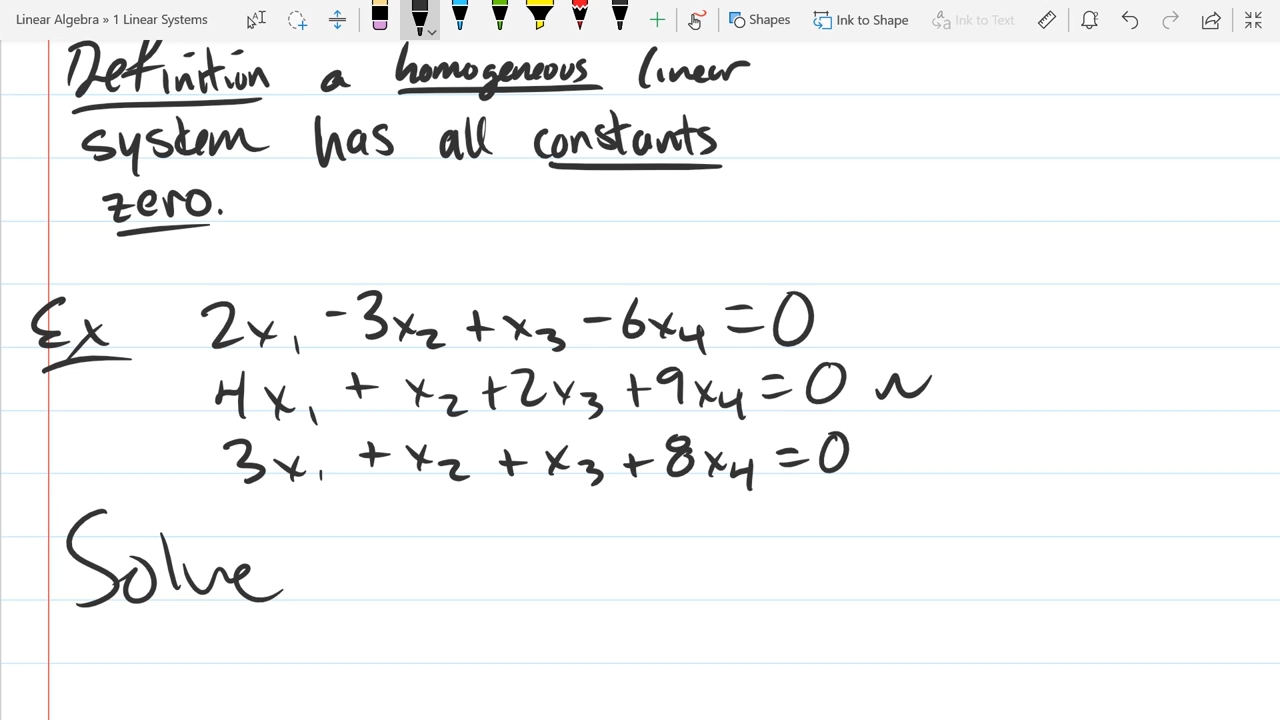 Linear Algebra » 1 Linear Systems
Shapes
Ink to Shape
Ink to Text
Definition a homogeneous linear
system has all constants
zero.
Ex 2x₁ -3x₂ +x₃ -6x₄ =0
4x₁ + x₂ +2x₃ +9x₄ =0 ~
3x₁ + x₂ + x₃ +8x₄ =0
Solve